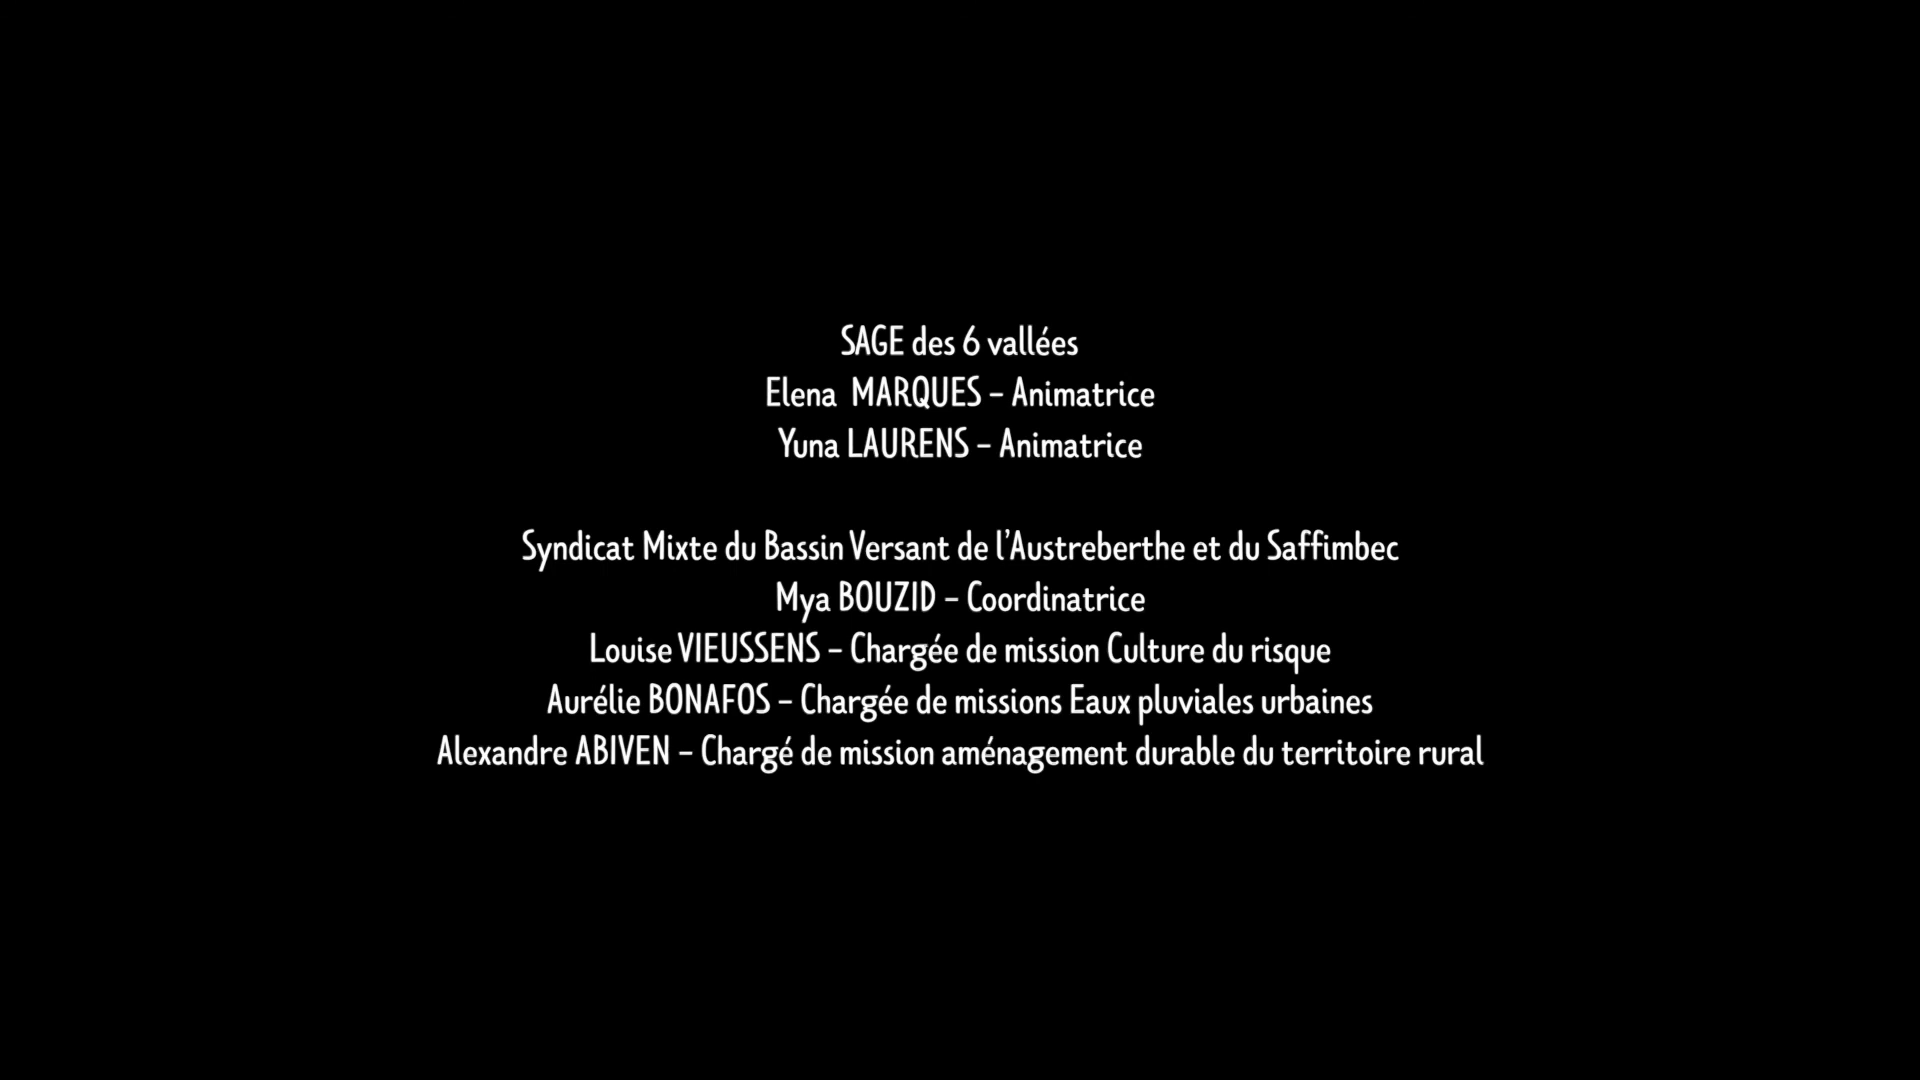 SAGE des 6 vallées
Elena  MARQUES – Animatrice
Yuna LAURENS – Animatrice
Syndicat Mixte du Bassin Versant de l’Austreberthe et du Saffimbec
Mya BOUZID – Coordinatrice
Louise VIEUSSENS – Chargée de mission Culture du risque
Aurélie BONAFOS – Chargée de missions Eaux pluviales urbaines
Alexandre ABIVEN – Chargé de mission aménagement durable du territoire rural